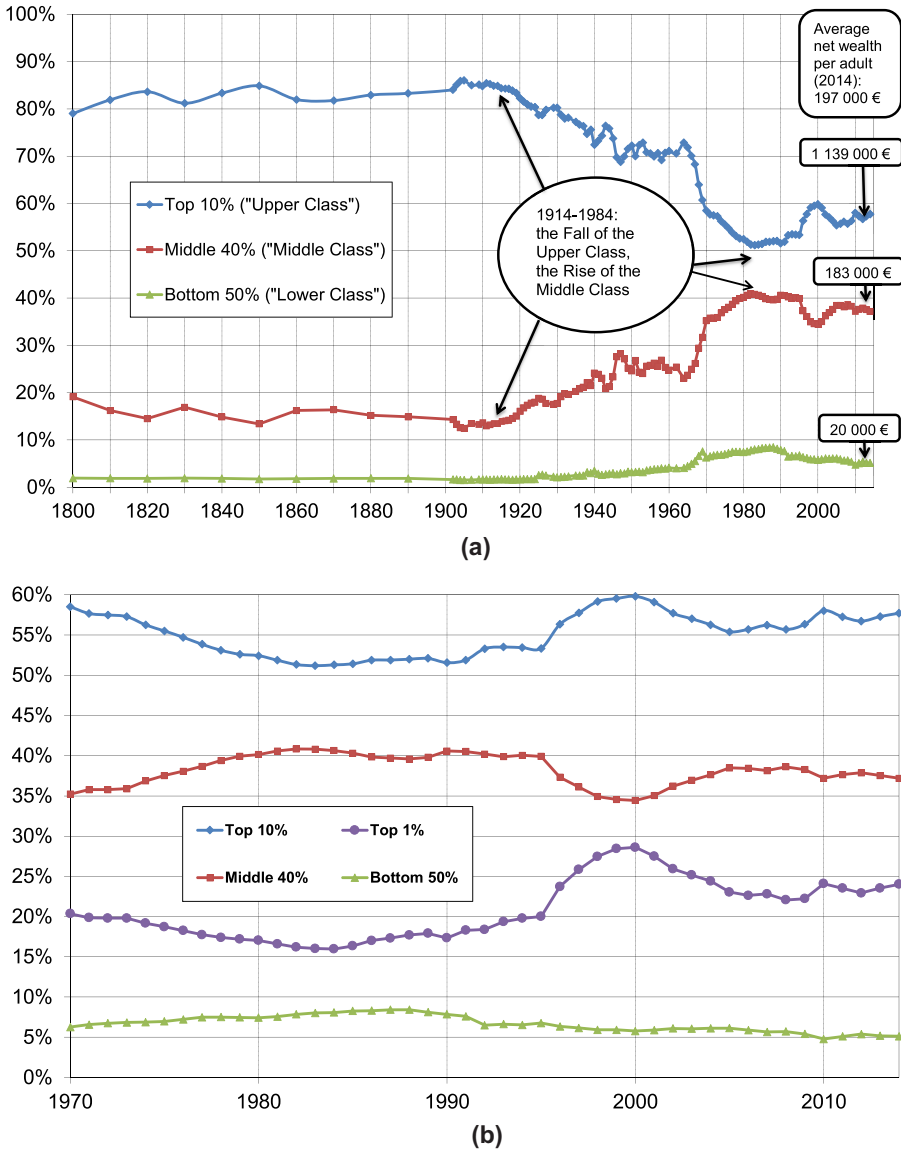 100%
90%
80%
70%
60%
50%
40%
30%
20%
10%
0%
1800
1820
1840
1860
1880
1900
1920
1940
1960
1980
2000
Top 10% ("Upper Class")
Middle 40% ("Middle Class")
Bottom 50% ("Lower Class")
1914-1984:
the Fall of the
Upper Class,
the Rise of the
Middle Class
Average
net wealth
per adult
(2014):
197 000 €
1 139 000 €
183 000 €
20 000 €
(a)
60%
55%
50%
45%
40%
35%
30%
25%
20%
15%
10%
5%
0%
1970
1980
1990
2000
2010
Top 10%
Top 1%
Middle 40%
Bottom 50%
(b)